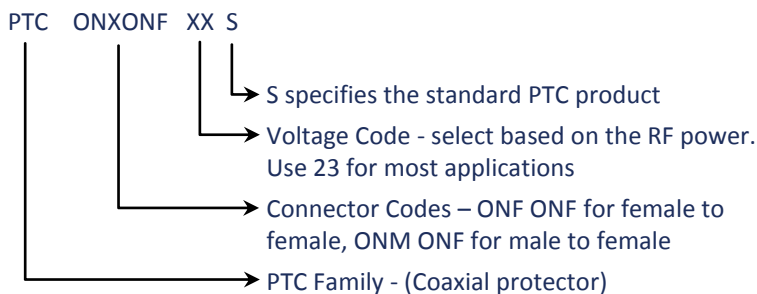 PTC ONXONF XX S
S specifies the standard PTC product
Voltage Code - select based on the RF power.
Use 23 for most applications
Connector Codes – ONF ONF for female to
female, ONM ONF for male to female
PTC Family - (Coaxial protector)